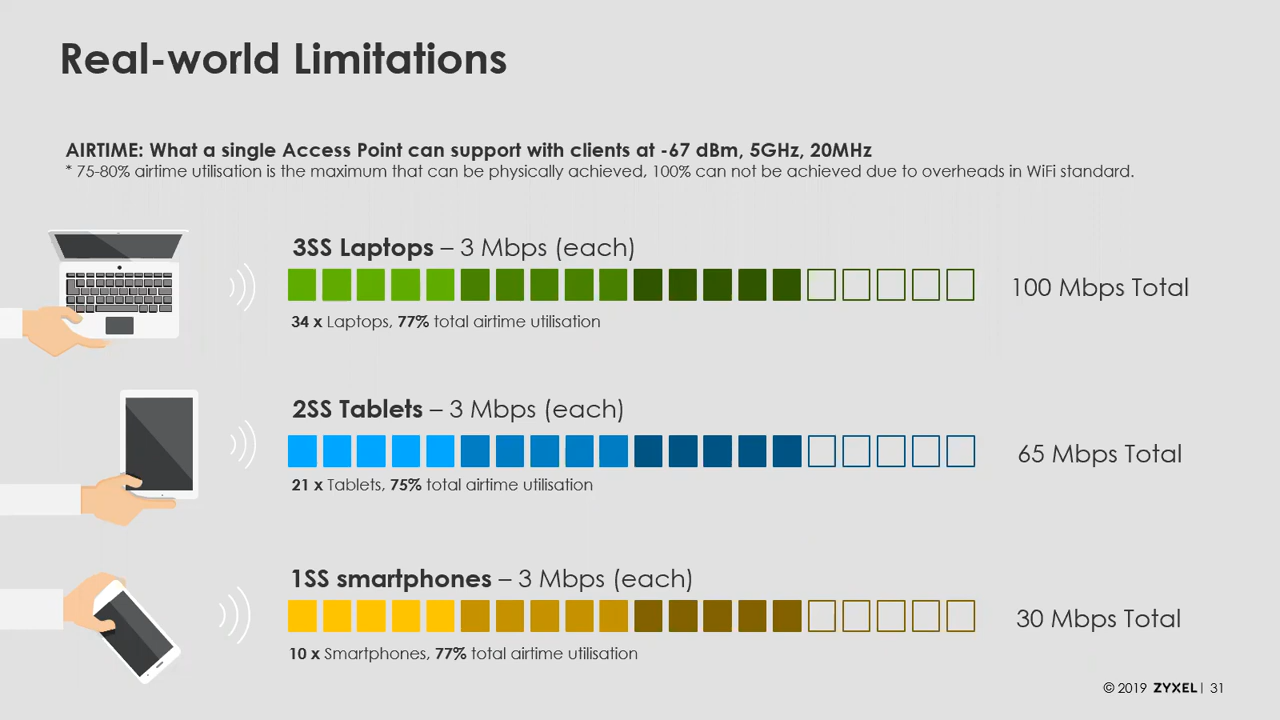 Real-world Limitations
AIRTIME: What a single Access Point can support with clients at -67 dBm, 5GHz, 20MHz
* 75-80% airtime utilisation is the maximum that can be physically achieved, 100% can not be achieved due to overheads in WiFi standard.
3SS Laptops – 3 Mbps (each)
100 Mbps Total
34 x Laptops, 77% total airtime utilisation
2SS Tablets – 3 Mbps (each)
65 Mbps Total
21 x Tablets, 75% total airtime utilisation
1SS smartphones – 3 Mbps (each)
30 Mbps Total
10 x Smartphones, 77% total airtime utilisation
© 2019 ZYXEL | 31